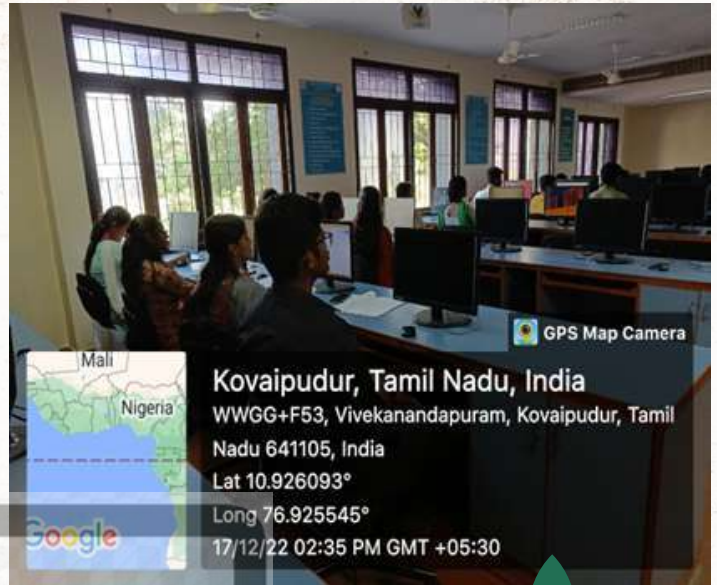 GPS Map Camera
Mali
Nigeria
Google
Kovaipudur, Tamil Nadu, India
WWGG+F53, Vivekanandapuram, Kovaipudur, Tamil
Nadu 641105, India
Lat 10.926093°
Long 76.925545°
17/12/22 02:35 PM GMT +05:30